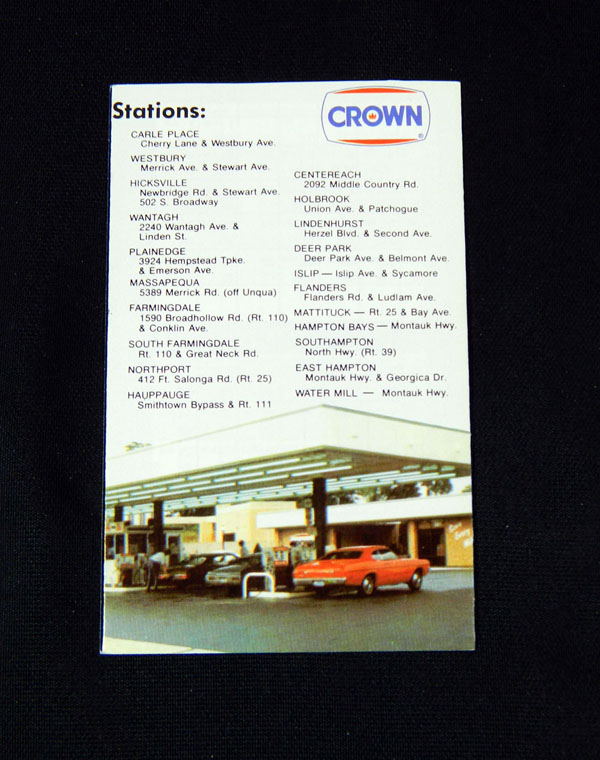 Stations:
CROWN
®
CARLE PLACE
Cherry Lane & Westbury Ave.
WESTBURY
Merrick Ave. & Stewart Ave.
HICKSVILLE
Newbridge Rd. & Stewart Ave.
502 S. Broadway
WANTAGH
2240 Wantagh Ave. &
Linden St.
PLAINEDGE
3924 Hempstead Tpke.
& Emerson Ave.
MASSAPEQUA
5389 Merrick Rd. (off Unqua)
FARMINGDALE
1590 Broadhollow Rd. (Rt. 110)
& Conklin Ave.
SOUTH FARMINGDALE
Rt. 110 & Great Neck Rd.
NORTHPORT
412 Ft. Salonga Rd. (Rt. 25)
HAUPPAUGE
Smithtown Bypass & Rt. 111
CENTEREACH
2092 Middle Country Rd.
HOLBROOK
Union Ave. & Patchogue
LINDENHURST
Herzel Blvd. & Second Ave.
DEER PARK
Deer Park Ave. & Belmont Ave.
ISLIP — Islip Ave. & Sycamore
FLANDERS
Flanders Rd. & Ludlam Ave.
MATTITUCK — Rt. 25 & Bay Ave.
HAMPTON BAYS — Montauk Hwy.
SOUTHAMPTON
North Hwy. (Rt. 39)
EAST HAMPTON
Montauk Hwy. & Georgica Dr.
WATER MILL — Montauk Hwy.